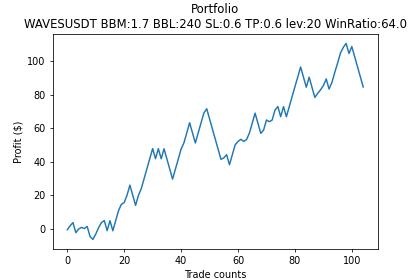 Portfolio
WAVESUSDT BBM:1.7 BBL:240 SL:0.6 TP:0.6 lev:20 WinRatio:64.0
100
80
60
40
20
0
Profit ($)
0 20 40 60 80 100
Trade counts